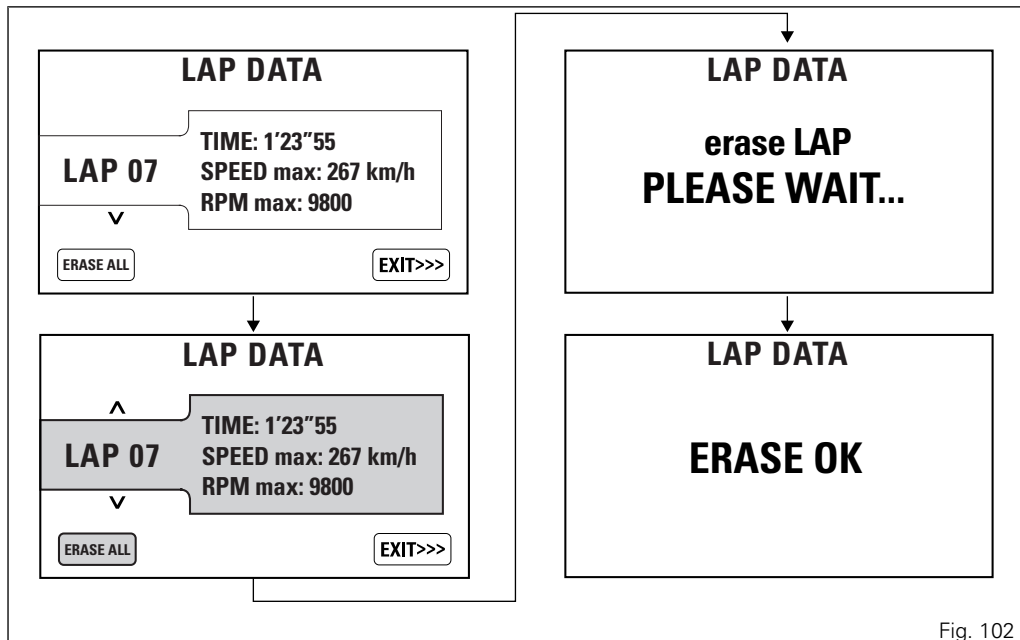 LAP DATA
LAP 07
TIME: 1'23"55
SPEED max: 267 km/h
RPM max: 9800
ERASE ALL
EXIT>>>
LAP DATA
LAP 07
TIME: 1'23"55
SPEED max: 267 km/h
RPM max: 9800
ERASE ALL
EXIT>>>
LAP DATA
erase LAP
PLEASE WAIT...
LAP DATA
ERASE OK
Fig. 102